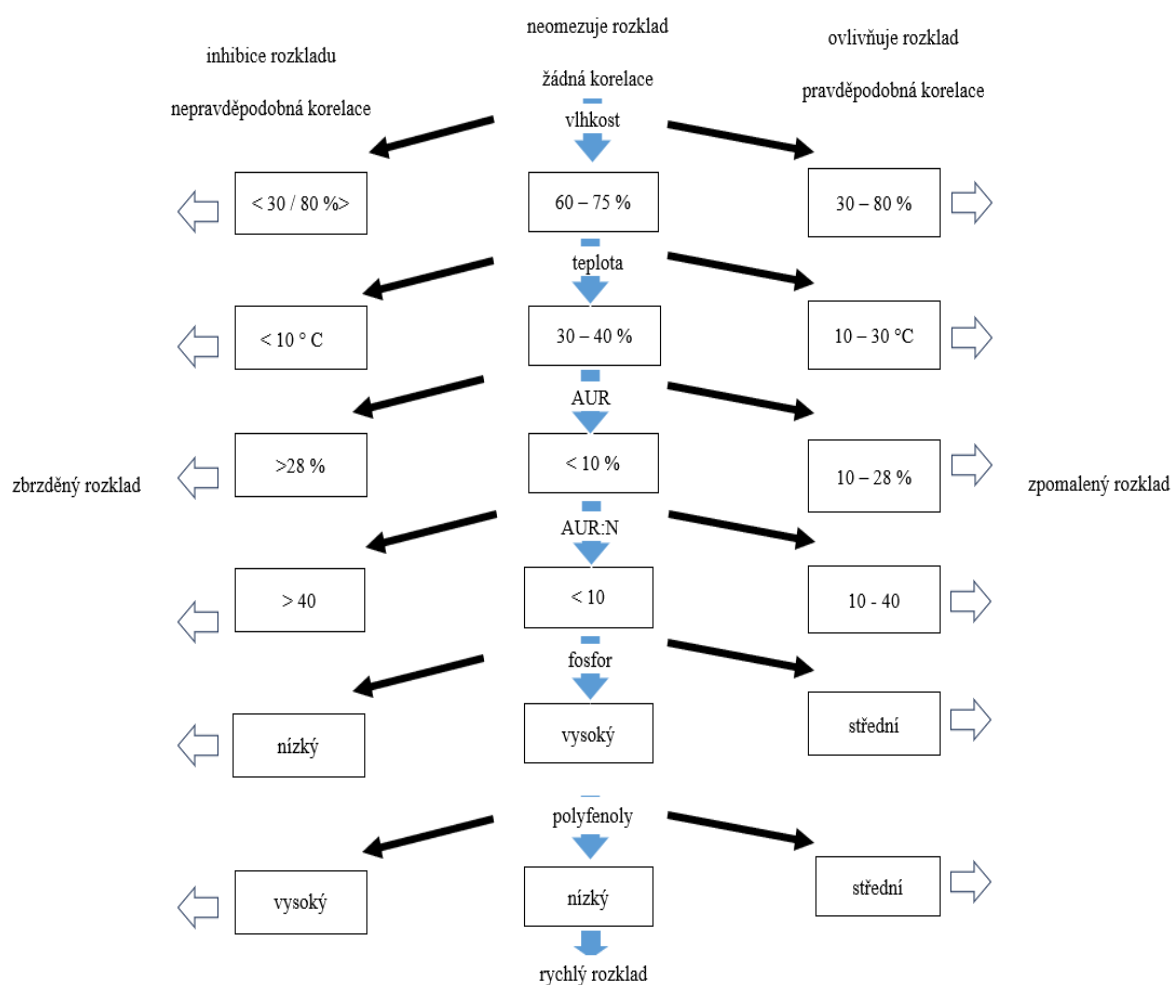 neomezuje rozklad
inhibice rozkladu
ovlivňuje rozklad
žádná korelace
nepravděpodobná korelace
pravděpodobná korelace
vlhkost
< 30 / 80 %>
60 – 75 %
30 – 80 %
teplota
< 10 ° C
30 – 40 %
10 – 30 °C
AUR
>28 %
< 10 %
10 – 28 %
zbrzděný rozklad
zpomalený rozklad
AUR:N
> 40
< 10
10 - 40
fosfor
nízký
vysoký
střední
polyfenoly
vysoký
nízký
střední
rychlý rozklad